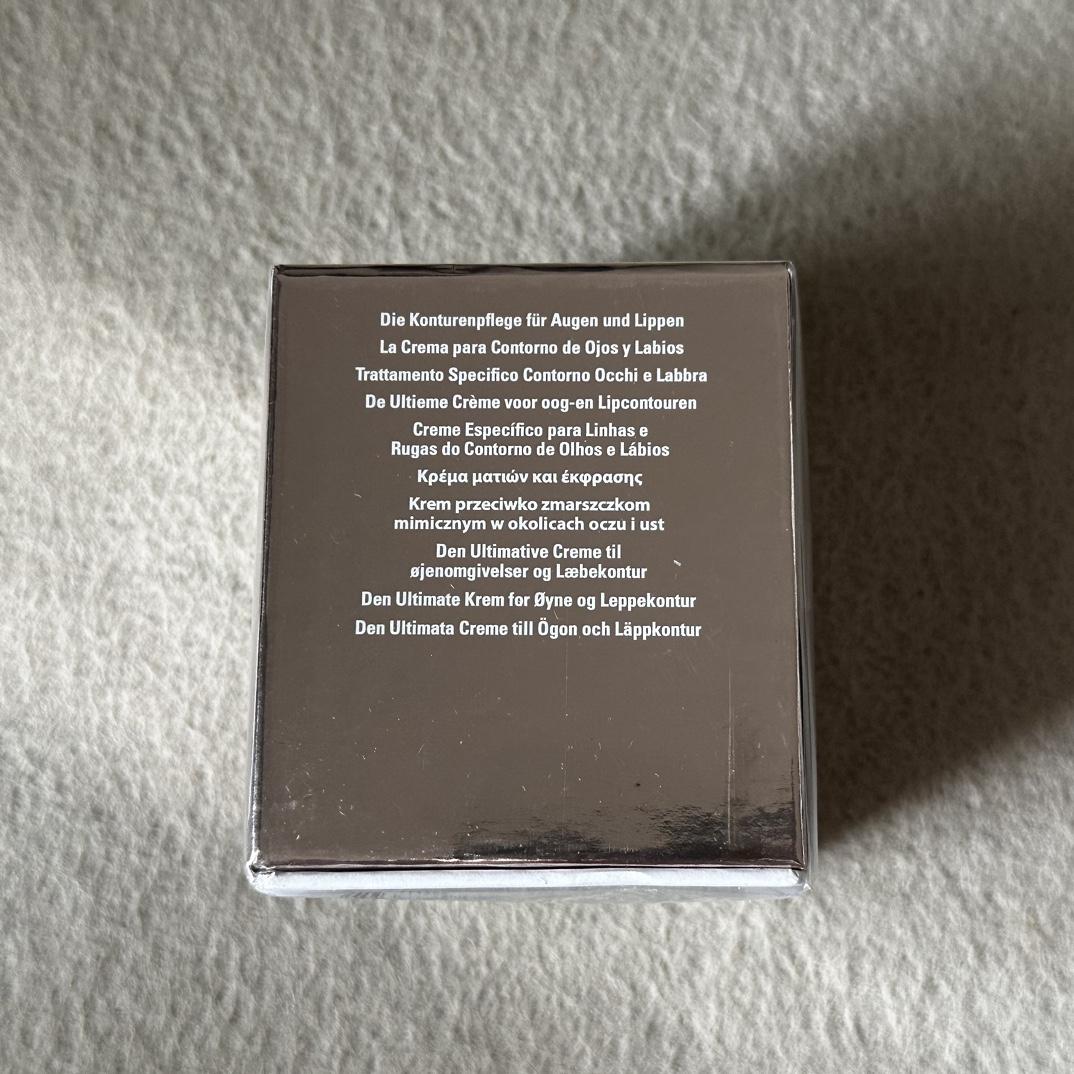 Die Konturenpflege für Augen und Lippen
La Crema para Contorno de Ojos y Labios
Trattamento Specifico Contorno Occhi e Labbra
De Ultieme Crème voor oog-en Lipcontouren
Creme Específico para Linhas e
Rugas do Contorno de Olhos e Lábios
Κρέμα ματιών και έκφρασης
Krem przeciwko zmarszczkom
mimicznym w okolicach oczu i ust
Den Ultimative Creme til
øjenomgivelser og Læbekontur
Den Ultimate Krem for Øyne og Leppekontur
Den Ultimata Creme till Ögon och Läppkontur